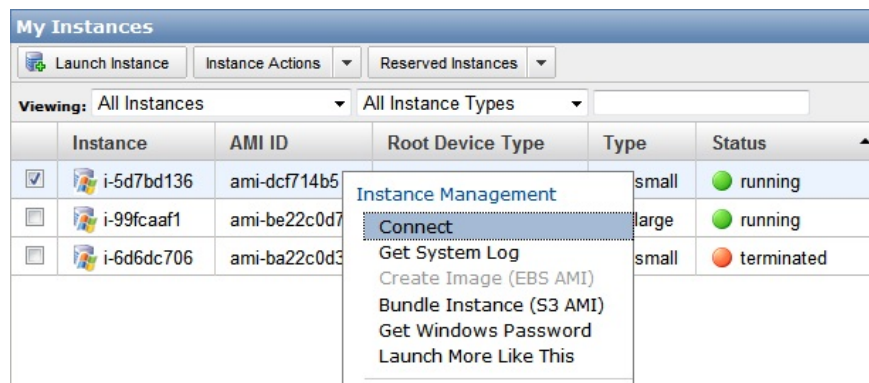 My Instances
Launch Instance Instance Actions Reserved Instances
Viewing: All Instances All Instance Types
Instance AMI ID Root Device Type Type Status
i-5d7bd136 ami-dcf714b5 small running
i-99fcaaf1 ami-be22c0d7 large running
i-6d6dc706 ami-ba22c0d3 small terminated
Instance Management
Connect
Get System Log
Create Image (EBS AMI)
Bundle Instance (S3 AMI)
Get Windows Password
Launch More Like This